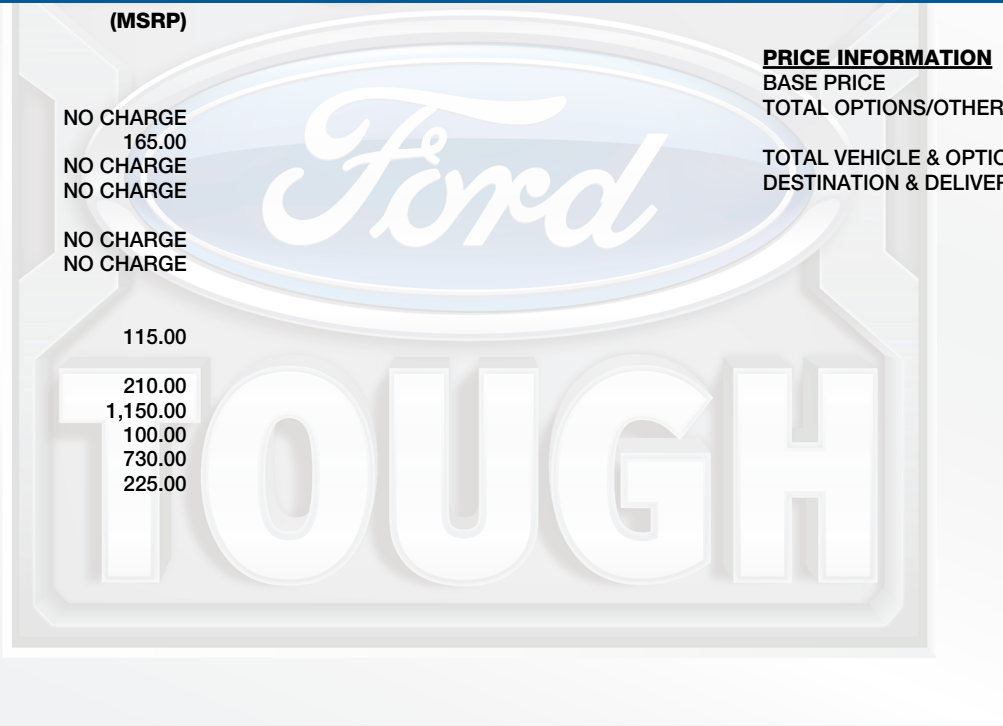 (MSRP)
NO CHARGE
165.00
NO CHARGE
NO CHARGE
NO CHARGE
NO CHARGE
115.00
210.00
1,150.00
100.00
730.00
225.00
PRICE INFORMATION
BASE PRICE
TOTAL OPTIONS/OTHER
TOTAL VEHICLE & OPTIO
DESTINATION & DELIVER
Ford
TOUGH